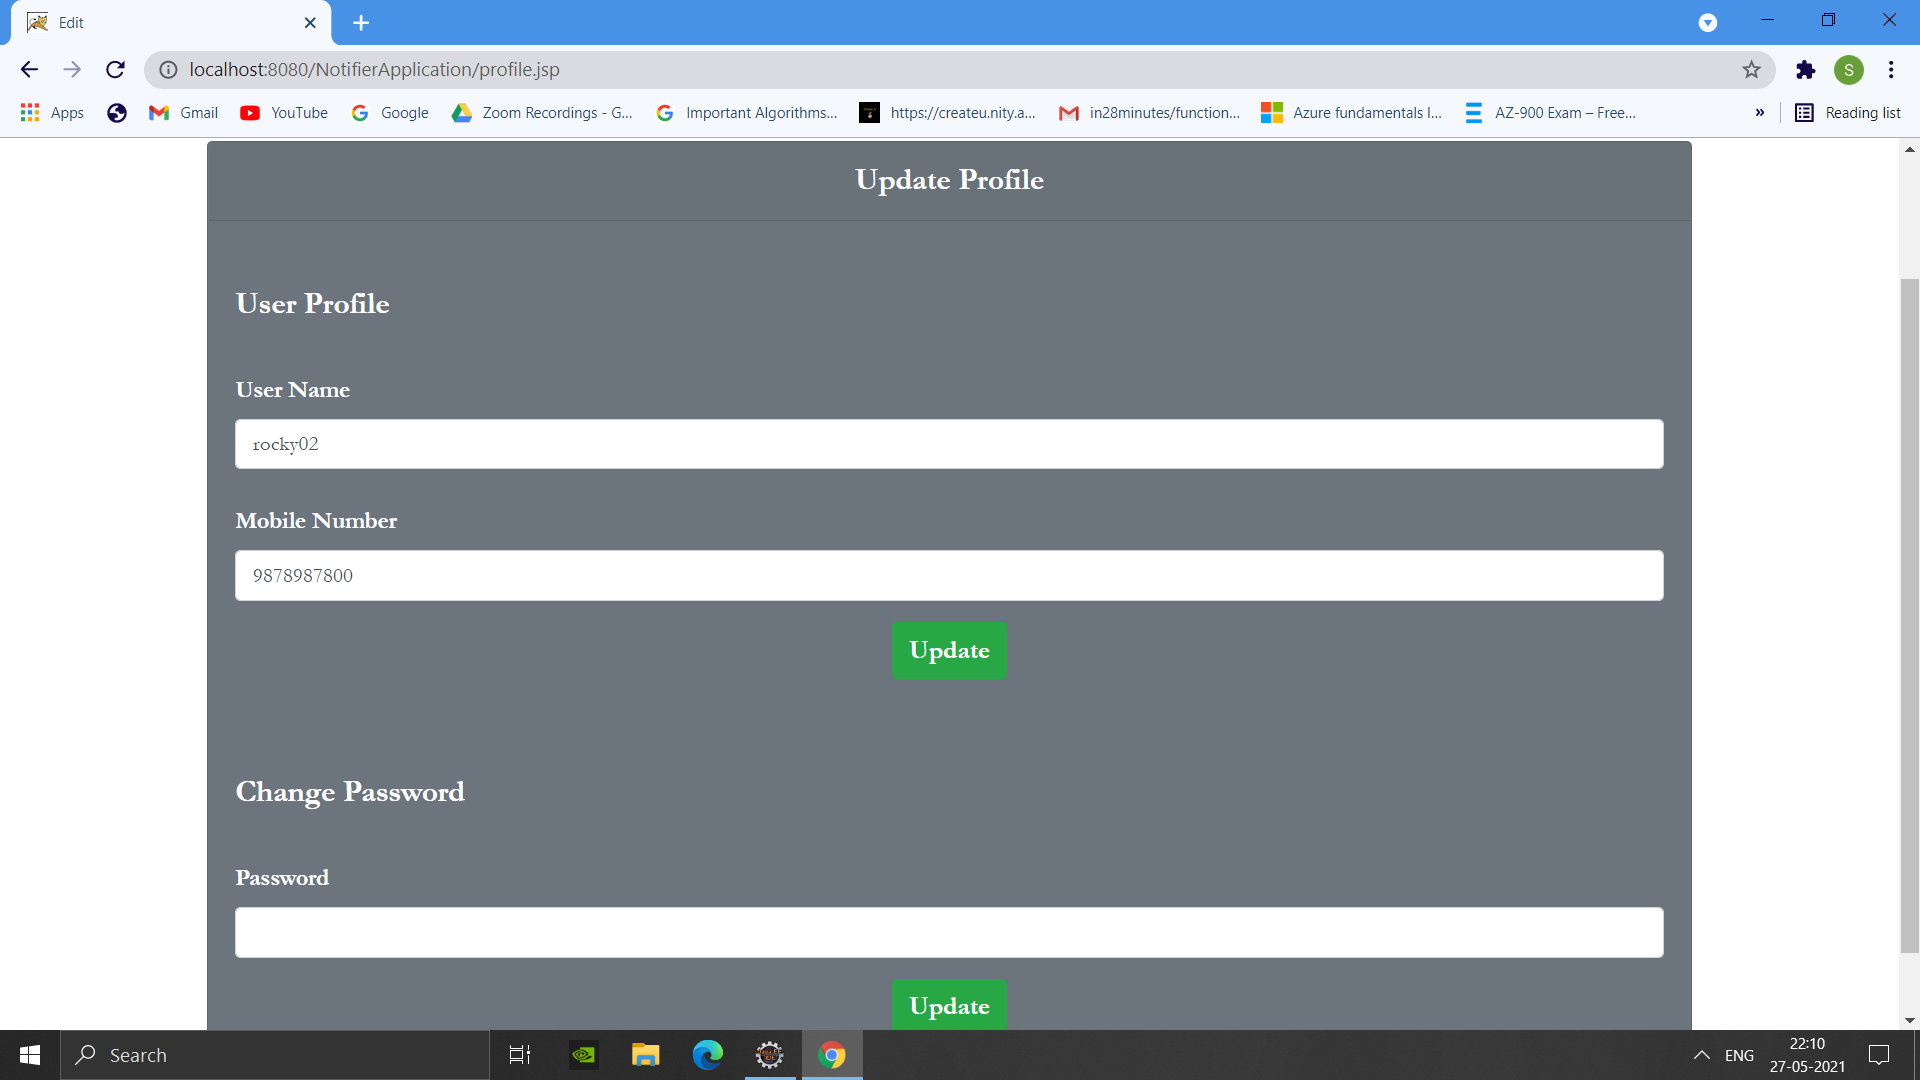 Edit
localhost:8080/NotifierApplication/profile.jsp
S
Apps Gmail YouTube Google Zoom Recordings - G... Important Algorithms... https://createu.nity.a... in28minutes/function... Azure fundamentals I... AZ-900 Exam – Free... » Reading list
Update Profile
User Profile
User Name
rocky02
Mobile Number
9878987800
Update
Change Password
Password
Update
Search
ENG
22:10
27-05-2021